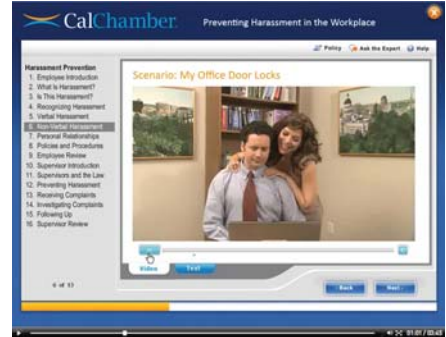 CalChamber.
Preventing Harassment in the Workplace
Policy Ask the Expert Help
Harassment Prevention
1. Employee Introduction
2. What is Harassment?
3. Is This Harassment?
4. Recognizing Harassment
5. Verbal Harassment
6. Non-Verbal Harassment
7. Personal Relationships
8. Policies and Procedures
9. Employee Review
10. Supervisor Introduction
11. Supervisors and the Law
12. Preventing Harassment
13. Receiving Complaints
14. Investigating Complaints
15. Following Up
16. Supervisor Review
Scenario: My Office Door Locks
Video Text
Back Next
01:01 / 03:45